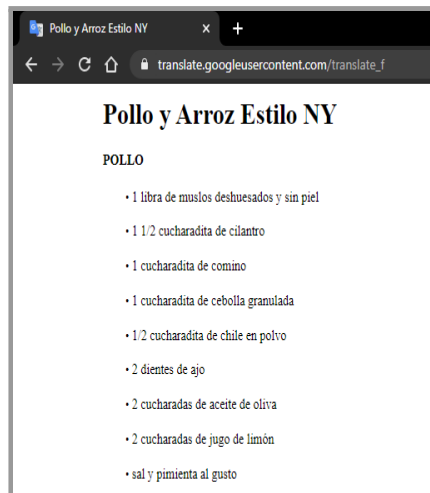 Pollo y Arroz Estilo NY
translate.googleusercontent.com/translate_f
Pollo y Arroz Estilo NY
POLLO
• 1 libra de muslos deshuesados y sin piel
• 1 1/2 cucharadita de cilantro
• 1 cucharadita de comino
• 1 cucharadita de cebolla granulada
• 1/2 cucharadita de chile en polvo
• 2 dientes de ajo
• 2 cucharadas de aceite de oliva
• 2 cucharadas de jugo de limón
• sal y pimienta al gusto